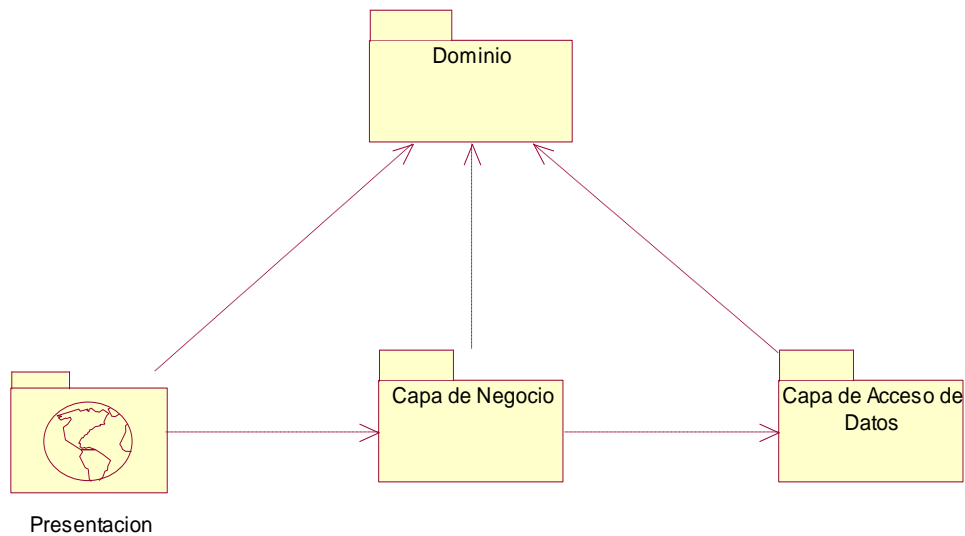 Dominio
Capa de Negocio
Capa de Acceso de
Datos
Presentacion